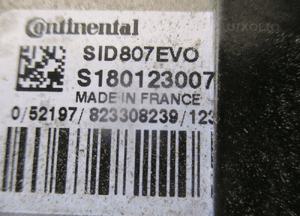 Continental
SID807EVO
S180123007
MADE IN FRANCE
0/52197/823308239/123